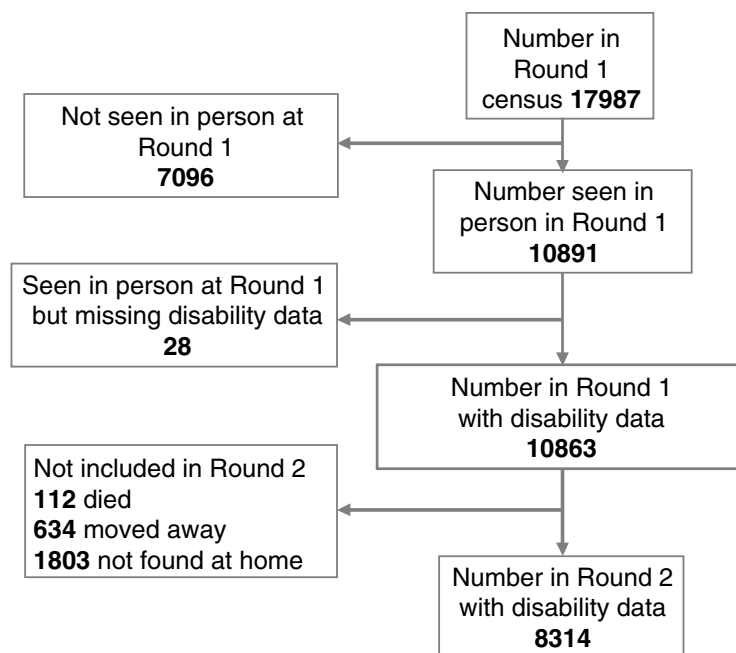 Number in
Round 1
census 17987
Not seen in person at
Round 1
7096
Number seen in
person in Round 1
10891
Seen in person at Round 1
but missing disability data
28
Number in Round 1
with disability data
10863
Not included in Round 2
112 died
634 moved away
1803 not found at home
Number in Round 2
with disability data
8314